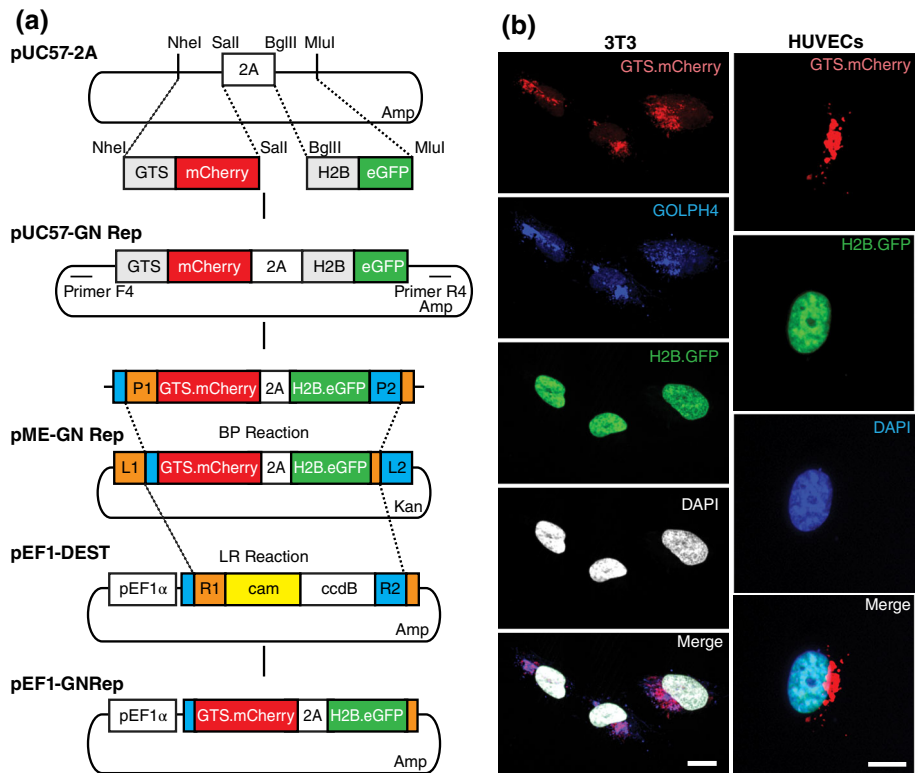 (a)
pUC57-2A
NheI SalI BglII MluI
2A
Amp
NheI SalI BglII MluI
GTS mCherry H2B eGFP
pUC57-GN Rep
GTS mCherry 2A H2B eGFP
Primer F4 Primer R4
Amp
P1 GTS.mCherry 2A H2B.eGFP P2
pME-GN Rep BP Reaction
L1 GTS.mCherry 2A H2B.eGFP L2
Kan
pEF1-DEST LR Reaction
pEF1α R1 cam ccdB R2
Amp
pEF1-GNRep
pEF1α GTS.mCherry 2A H2B.eGFP
Amp
(b)
3T3
GTS.mCherry
GOLPH4
H2B.GFP
DAPI
Merge
HUVECs
GTS.mCherry
H2B.GFP
DAPI
Merge